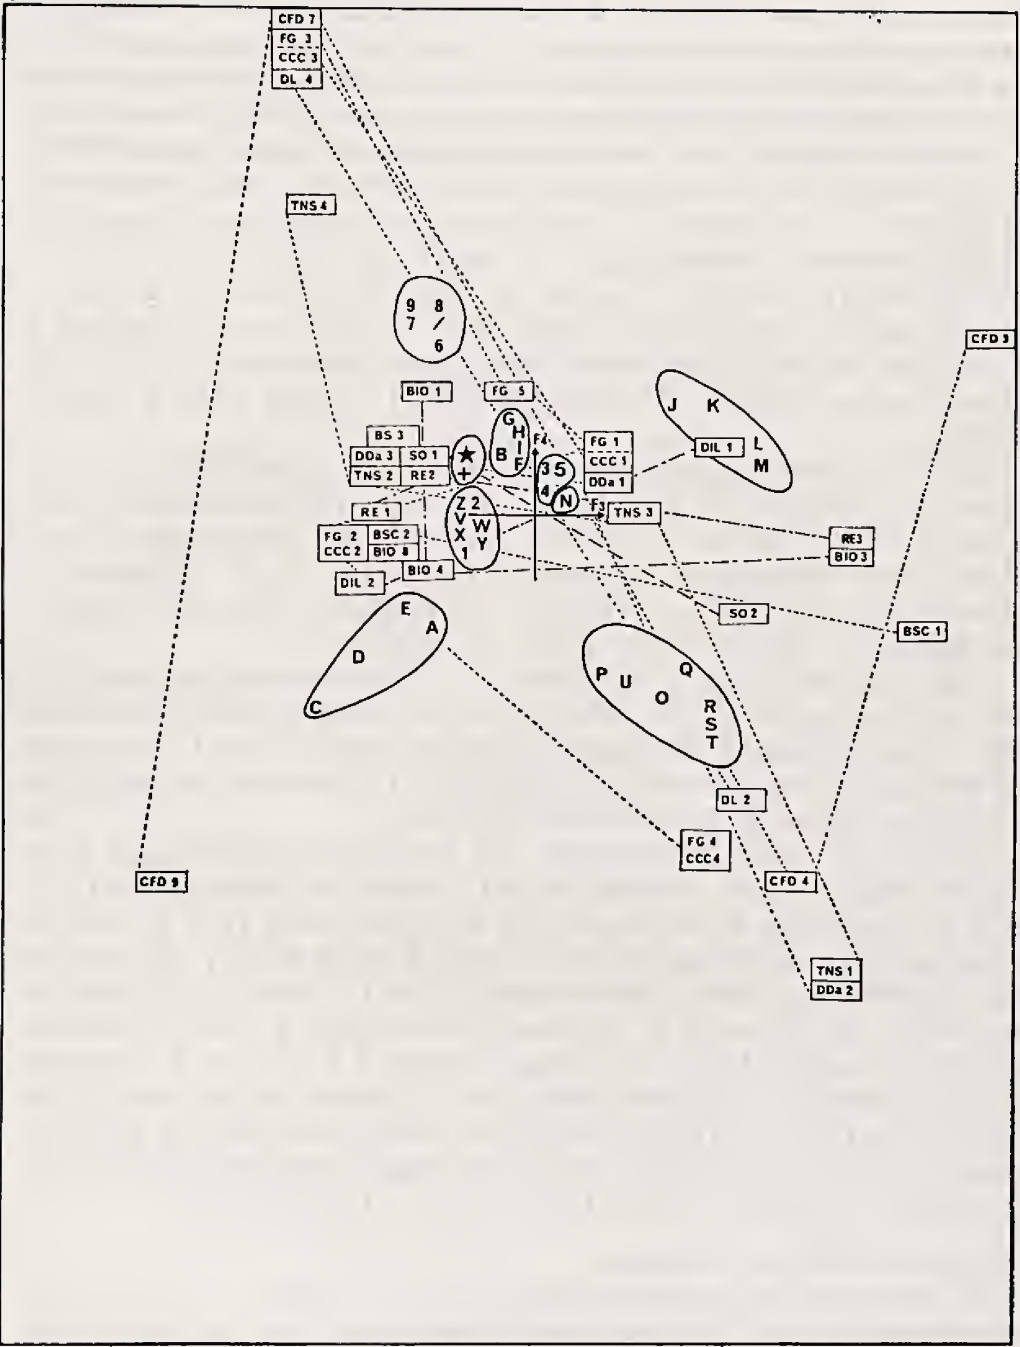 CFD 7
FG 3
CCC 3
DL 4
TNS 4
9 8
7 /
6
CFD 3
BIO 1
FG 5
J K
L
M
DIL 1
BS 3
DDa 3 SO 1
TNS 2 RE2
★
+
G
H
I
B F
F4
3 5
4
N
FG 1
CCC 1
DDa 1
F3
TNS 3
RE 1
Z 2
V W
X Y
1
FG 2 BSC 2
CCC 2 BIO 8
RE3
BIO 3
DIL 2
BIO 4
SO 2
BSC 1
E
A
D
C
P U Q
O
R
S
T
DL 2
FG 4
CCC4
CFD 9
CFD 4
TNS 1
DDa 2